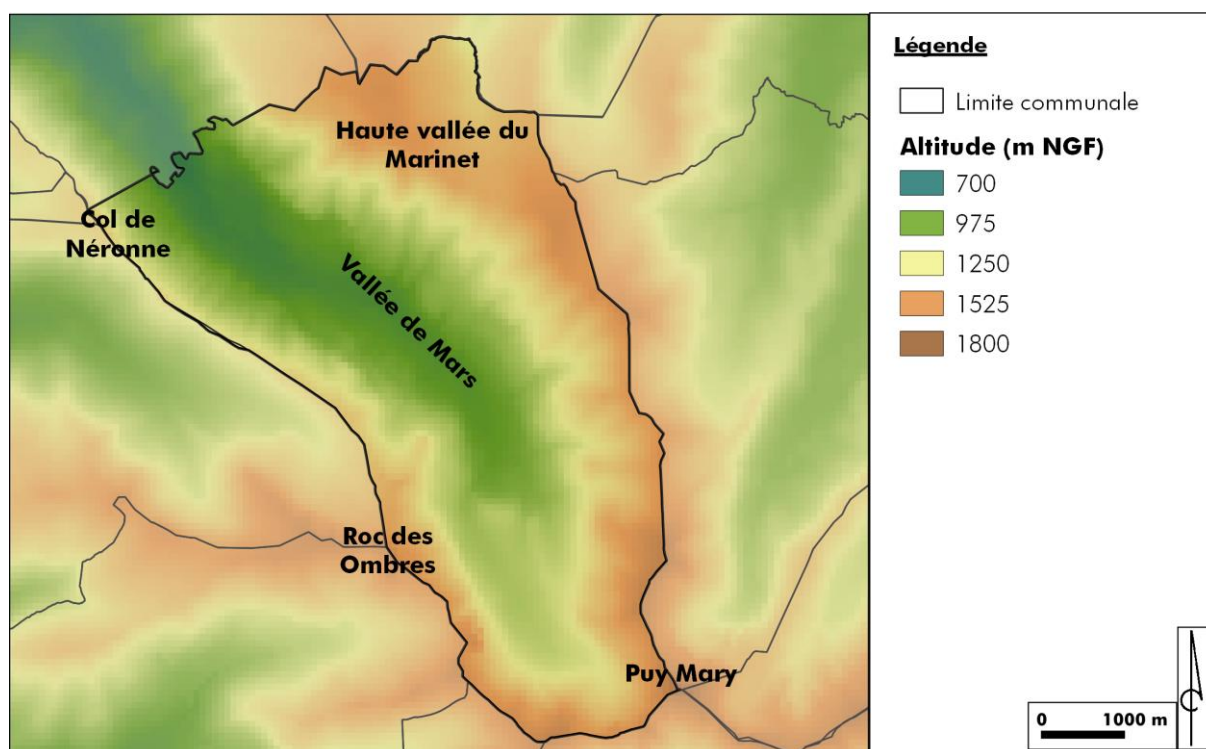 Haute vallée du
Marinet
Col de
Néronne
Vallée de Mars
Roc des
Ombres
Puy Mary
Légende
Limite communale
Altitude (m NGF)
700
975
1250
1525
1800
0 1000 m